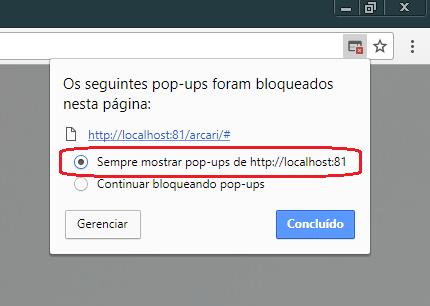 Os seguintes pop-ups foram bloqueados
nesta página:
http://localhost:81/arcari/#
Sempre mostrar pop-ups de http://localhost:81
Continuar bloqueando pop-ups
Gerenciar
Concluído